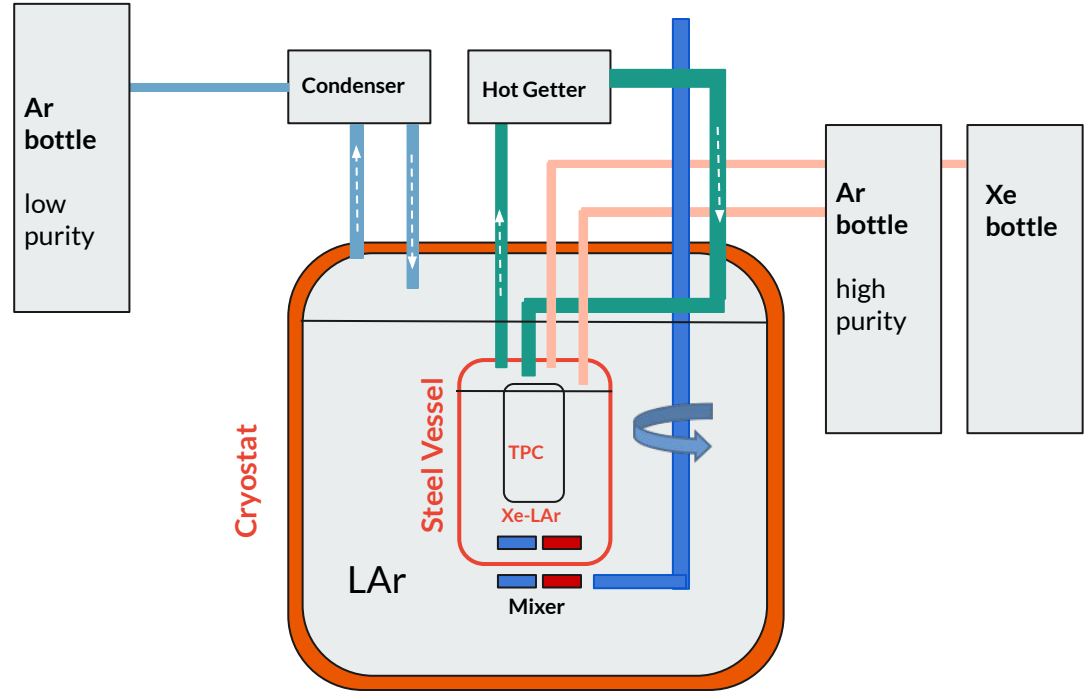 Ar
bottle
low
purity
Condenser
Hot Getter
Ar
bottle
high
purity
Xe
bottle
Cryostat
Steel Vessel
TPC
Xe-LAr
LAr
Mixer